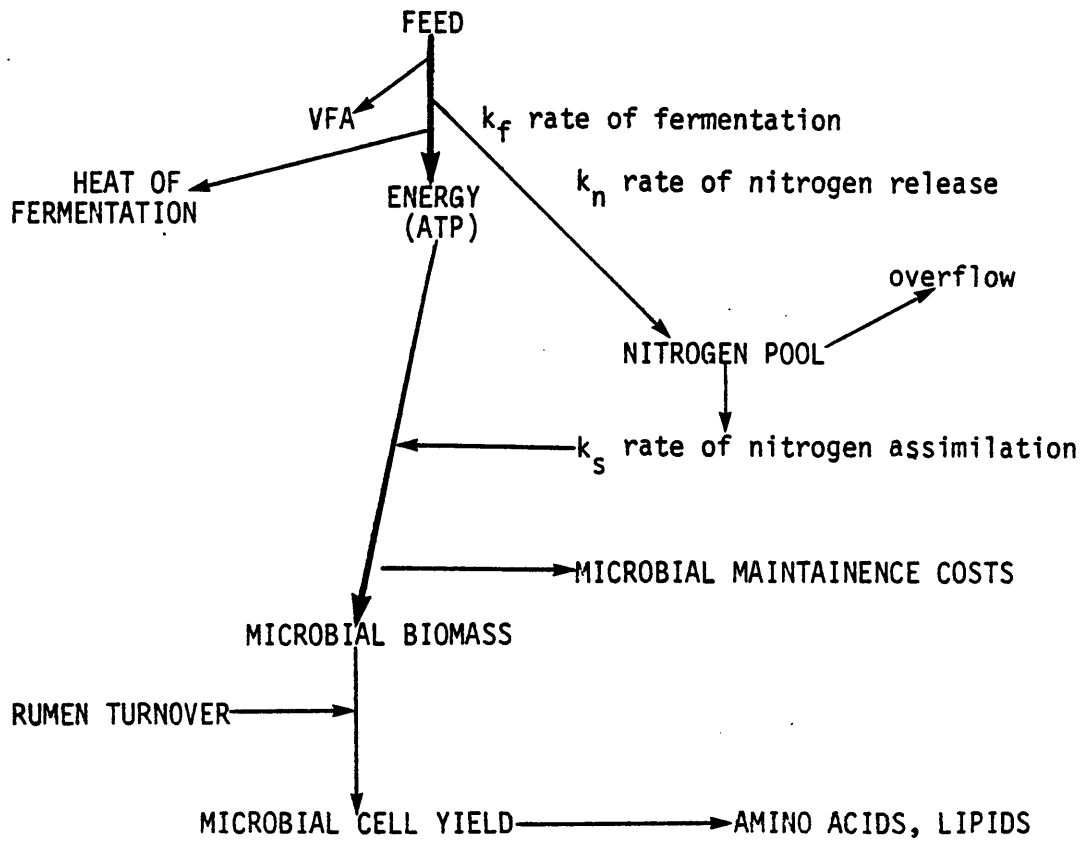 FEED
VFA
k_f rate of fermentation
HEAT OF
FERMENTATION
k_n rate of nitrogen release
ENERGY
(ATP)
overflow
NITROGEN POOL
k_s rate of nitrogen assimilation
MICROBIAL MAINTAINENCE COSTS
MICROBIAL BIOMASS
RUMEN TURNOVER
MICROBIAL CELL YIELD
AMINO ACIDS, LIPIDS